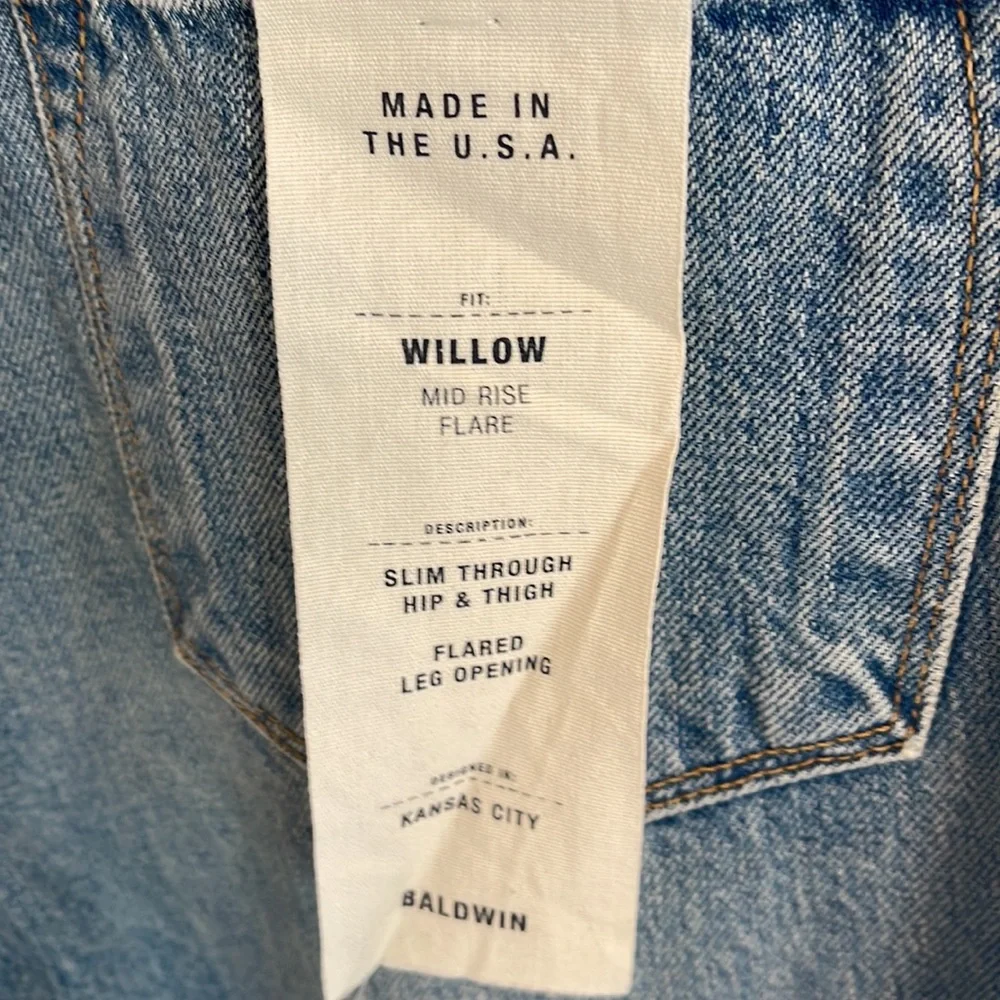 MADE IN
THE U.S.A.
FIT:
WILLOW
MID RISE
FLARE
DESCRIPTION:
SLIM THROUGH
HIP & THIGH
FLARED
LEG OPENING
DESIGNED IN:
KANSAS CITY
BALDWIN